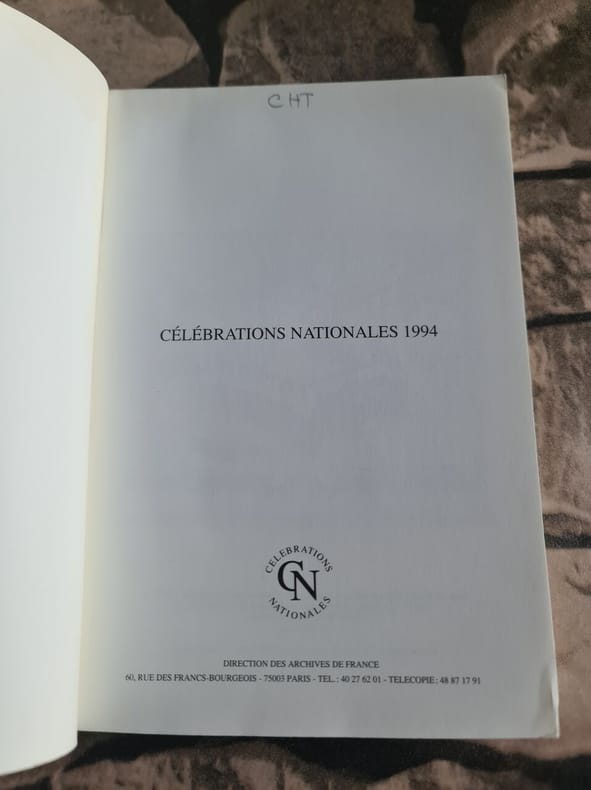 CHT
CÉLÉBRATIONS NATIONALES 1994
CELEBRATIONS
CN
NATIONALES
DIRECTION DES ARCHIVES DE FRANCE
60, RUE DES FRANCS-BOURGEOIS - 75003 PARIS - TEL. : 40 27 62 01 - TELECOPIE : 48 87 17 91